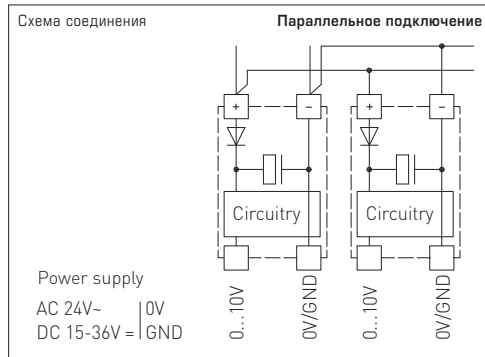 Схема соединения
Параллельное подключение
+ − + −
Circuitry
Circuitry
Power supply
AC 24V~ | 0V
DC 15-36V = | GND
0...10V
0V/GND
0...10V
0V/GND